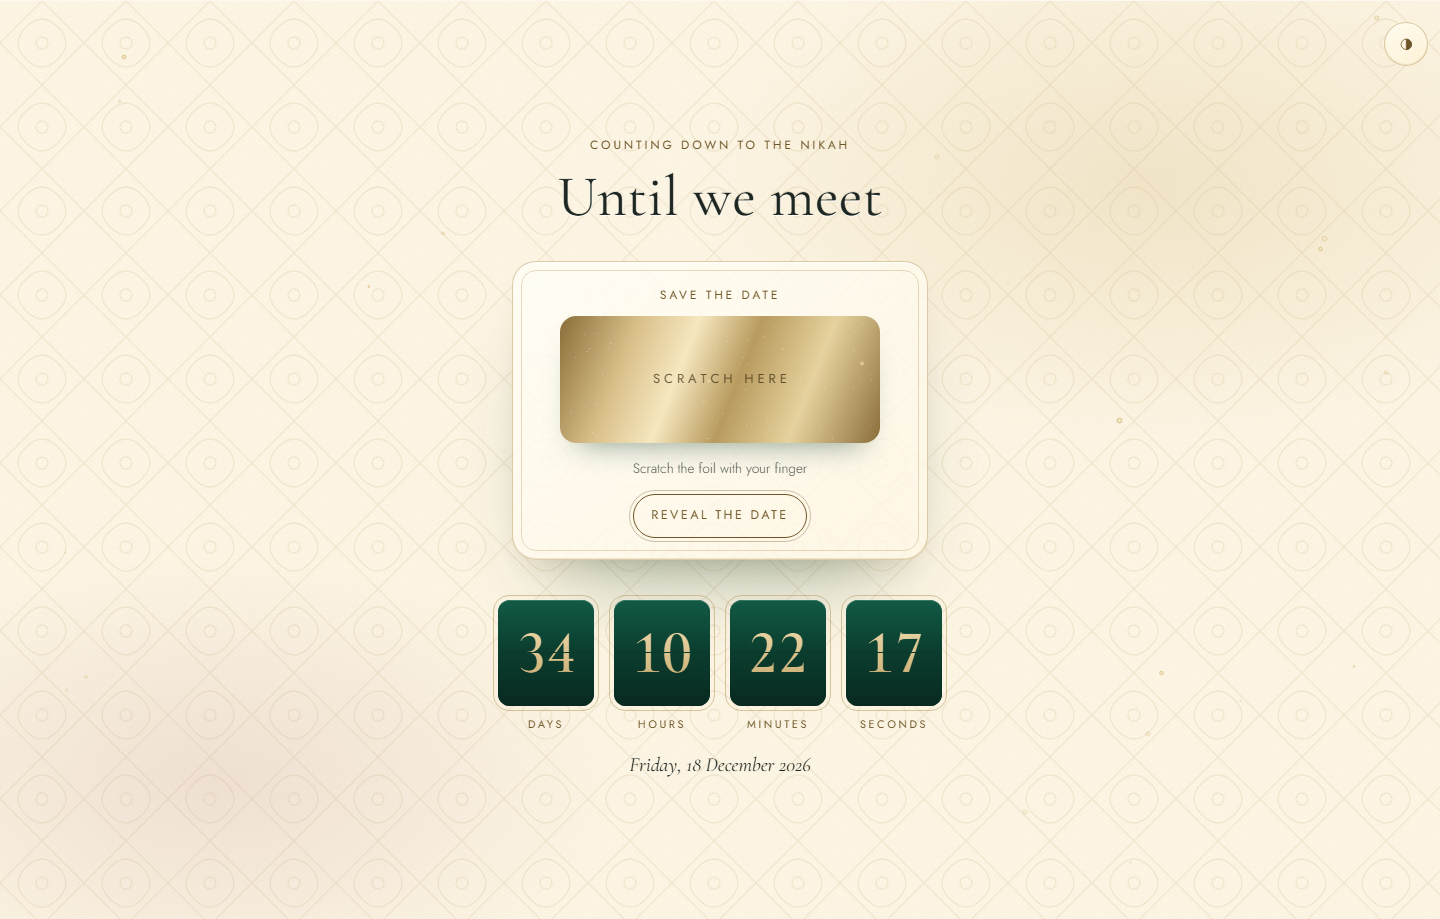 COUNTING DOWN TO THE NIKAH
Until we meet
SAVE THE DATE
SCRATCH HERE
Scratch the foil with your finger
REVEAL THE DATE
34 10 22 17
DAYS HOURS MINUTES SECONDS
Friday, 18 December 2026